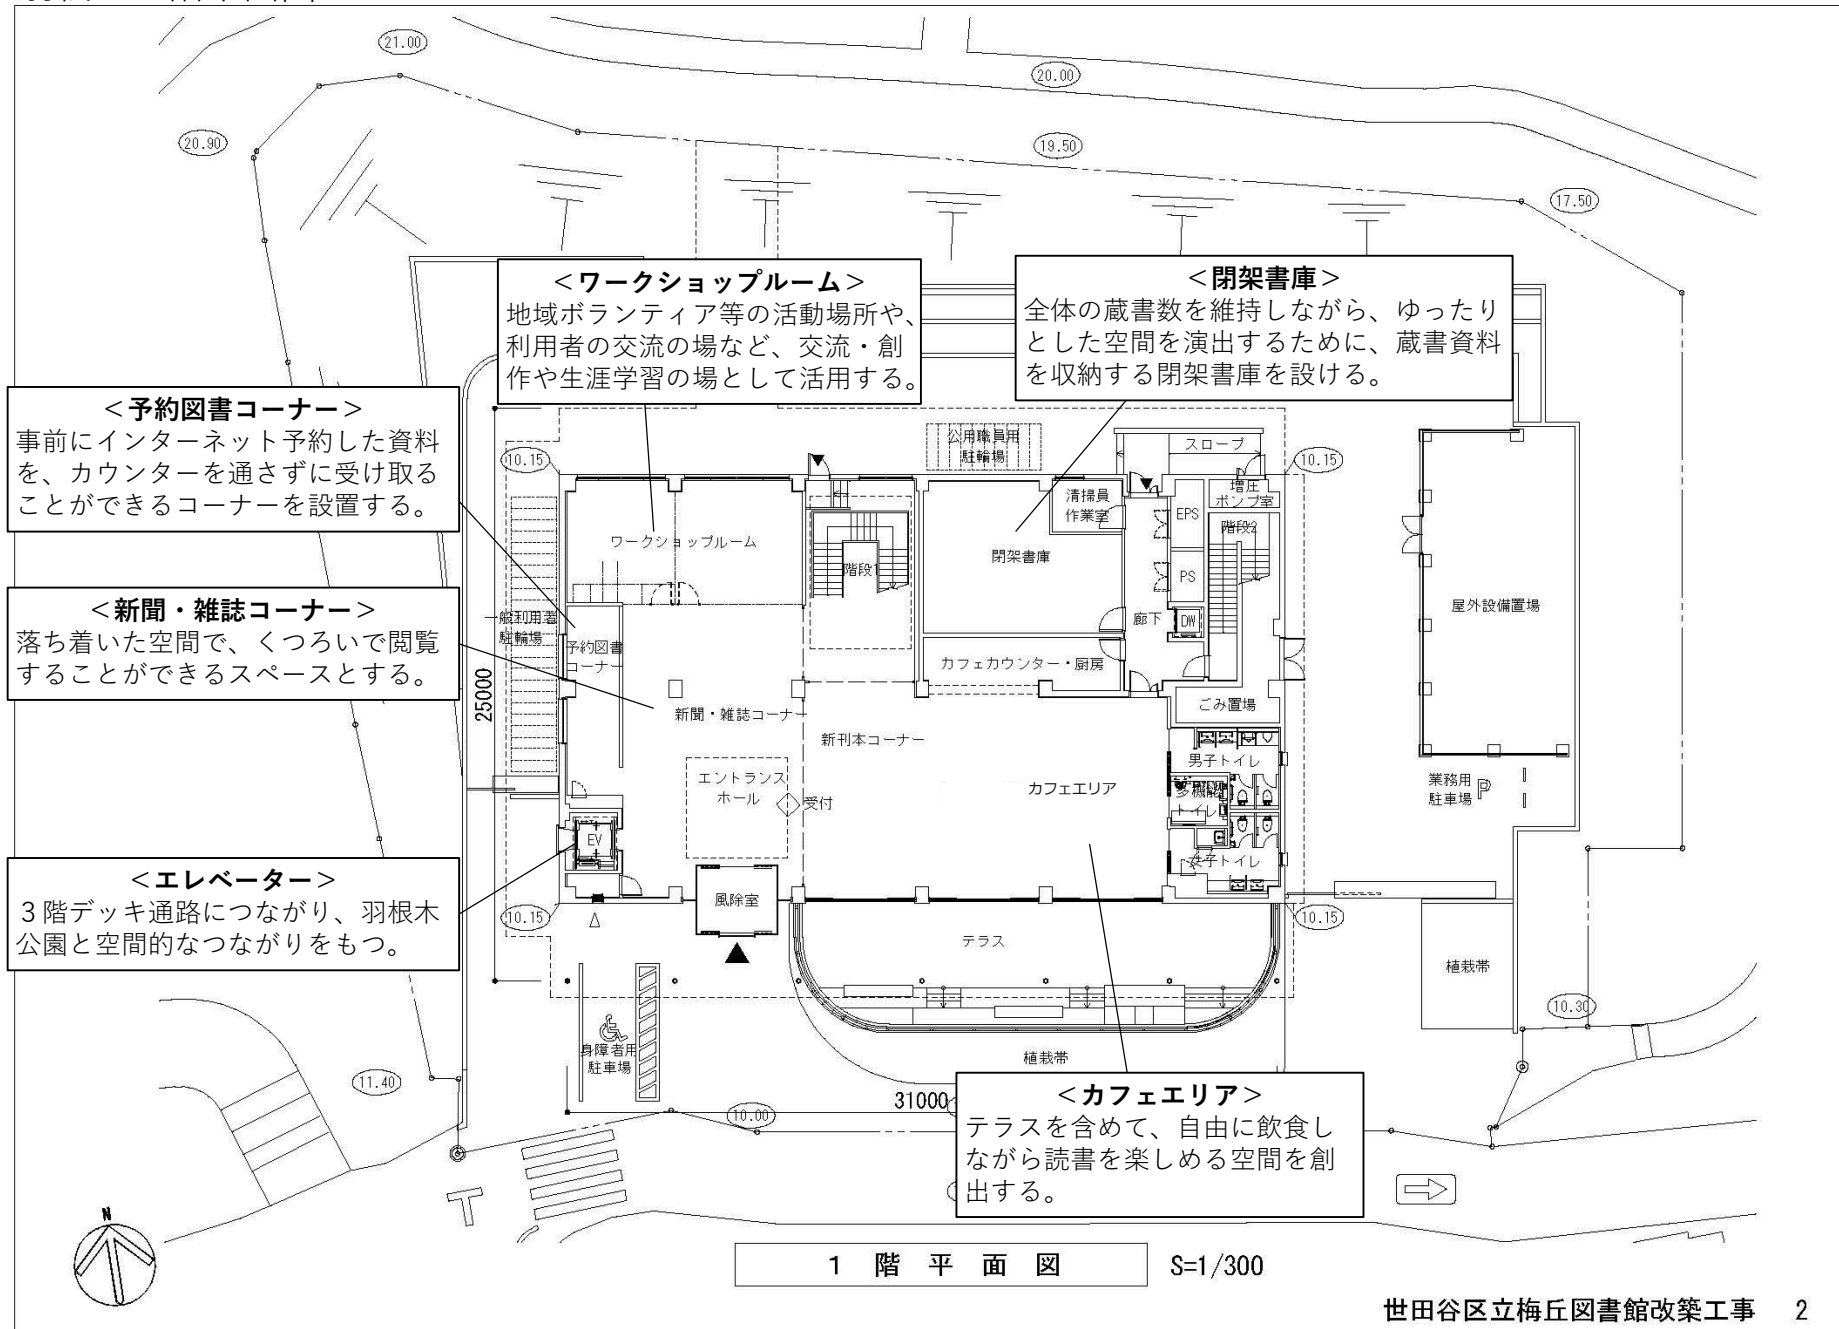 21.00
20.00
20.90
19.50
17.50
＜ワークショップルーム＞
地域ボランティア等の活動場所や、
利用者の交流の場など、交流・創
作や生涯学習の場として活用する。
＜閉架書庫＞
全体の蔵書数を維持しながら、ゆったり
とした空間を演出するために、蔵書資料
を収納する閉架書庫を設ける。
＜予約図書コーナー＞
事前にインターネット予約した資料
を、カウンターを通さずに受け取る
ことができるコーナーを設置する。
＜新聞・雑誌コーナー＞
落ち着いた空間で、くつろいで閲覧
することができるスペースとする。
＜エレベーター＞
３階デッキ通路につながり、羽根木
公園と空間的なつながりをもつ。
公用職員用
駐輪場
スロープ
10.15
10.15
清掃員
作業室
EPS
増圧
ポンプ室
階段2
ワークショップルーム
階段1
閉架書庫
PS
屋外設備置場
一般利用者
駐輪場
廊下
DW
予約図書
コーナー
カフェカウンター・厨房
25000
新聞・雑誌コーナー
ごみ置場
新刊本コーナー
男子トイレ
エントランス
ホール
受付
カフェエリア
多機能
トイレ
業務用
駐車場
P
EV
女子トイレ
風除室
10.15
10.15
テラス
植栽帯
10.30
身障者用
駐車場
植栽帯
11.40
31000
10.00
＜カフェエリア＞
テラスを含めて、自由に飲食し
ながら読書を楽しめる空間を創
出する。
N
1階平面図
S=1/300
世田谷区立梅丘図書館改築工事 2